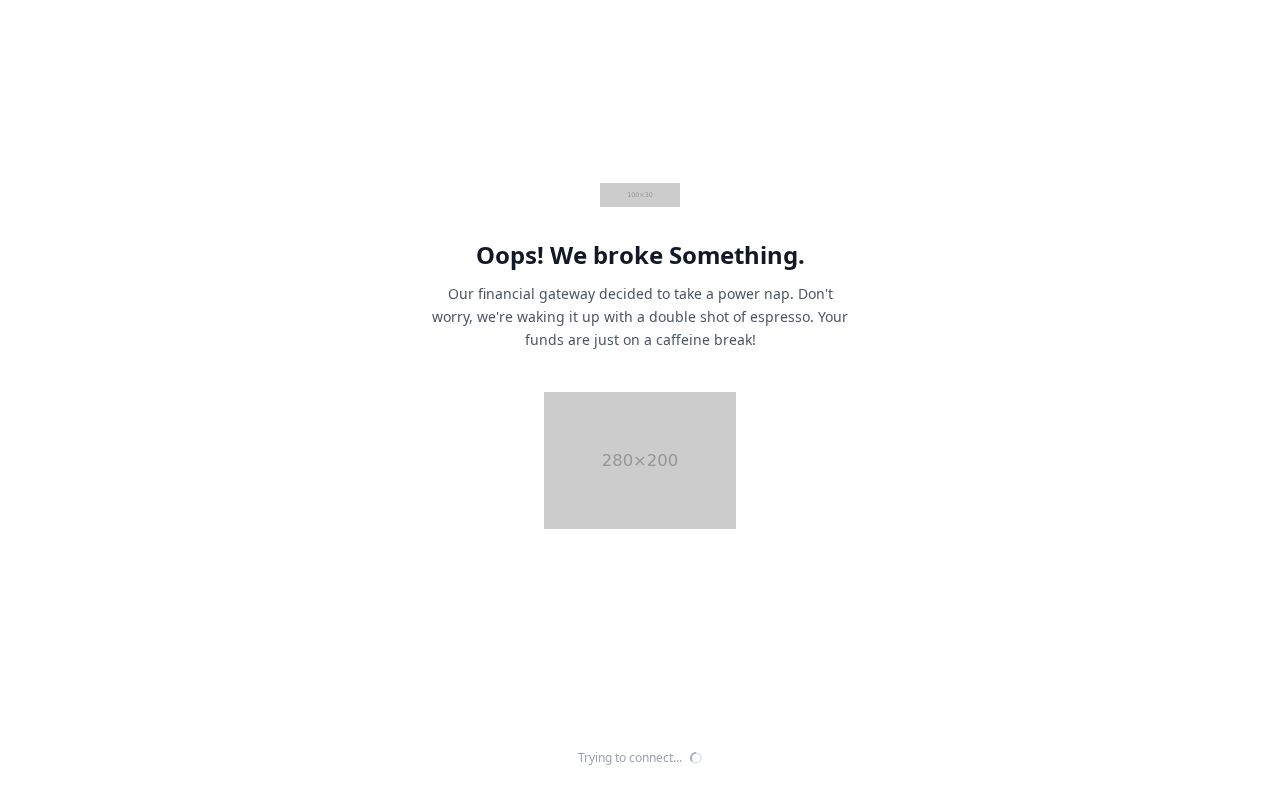 100×30
Oops! We broke Something.
Our financial gateway decided to take a power nap. Don't
worry, we're waking it up with a double shot of espresso. Your
funds are just on a caffeine break!
280×200
Trying to connect...